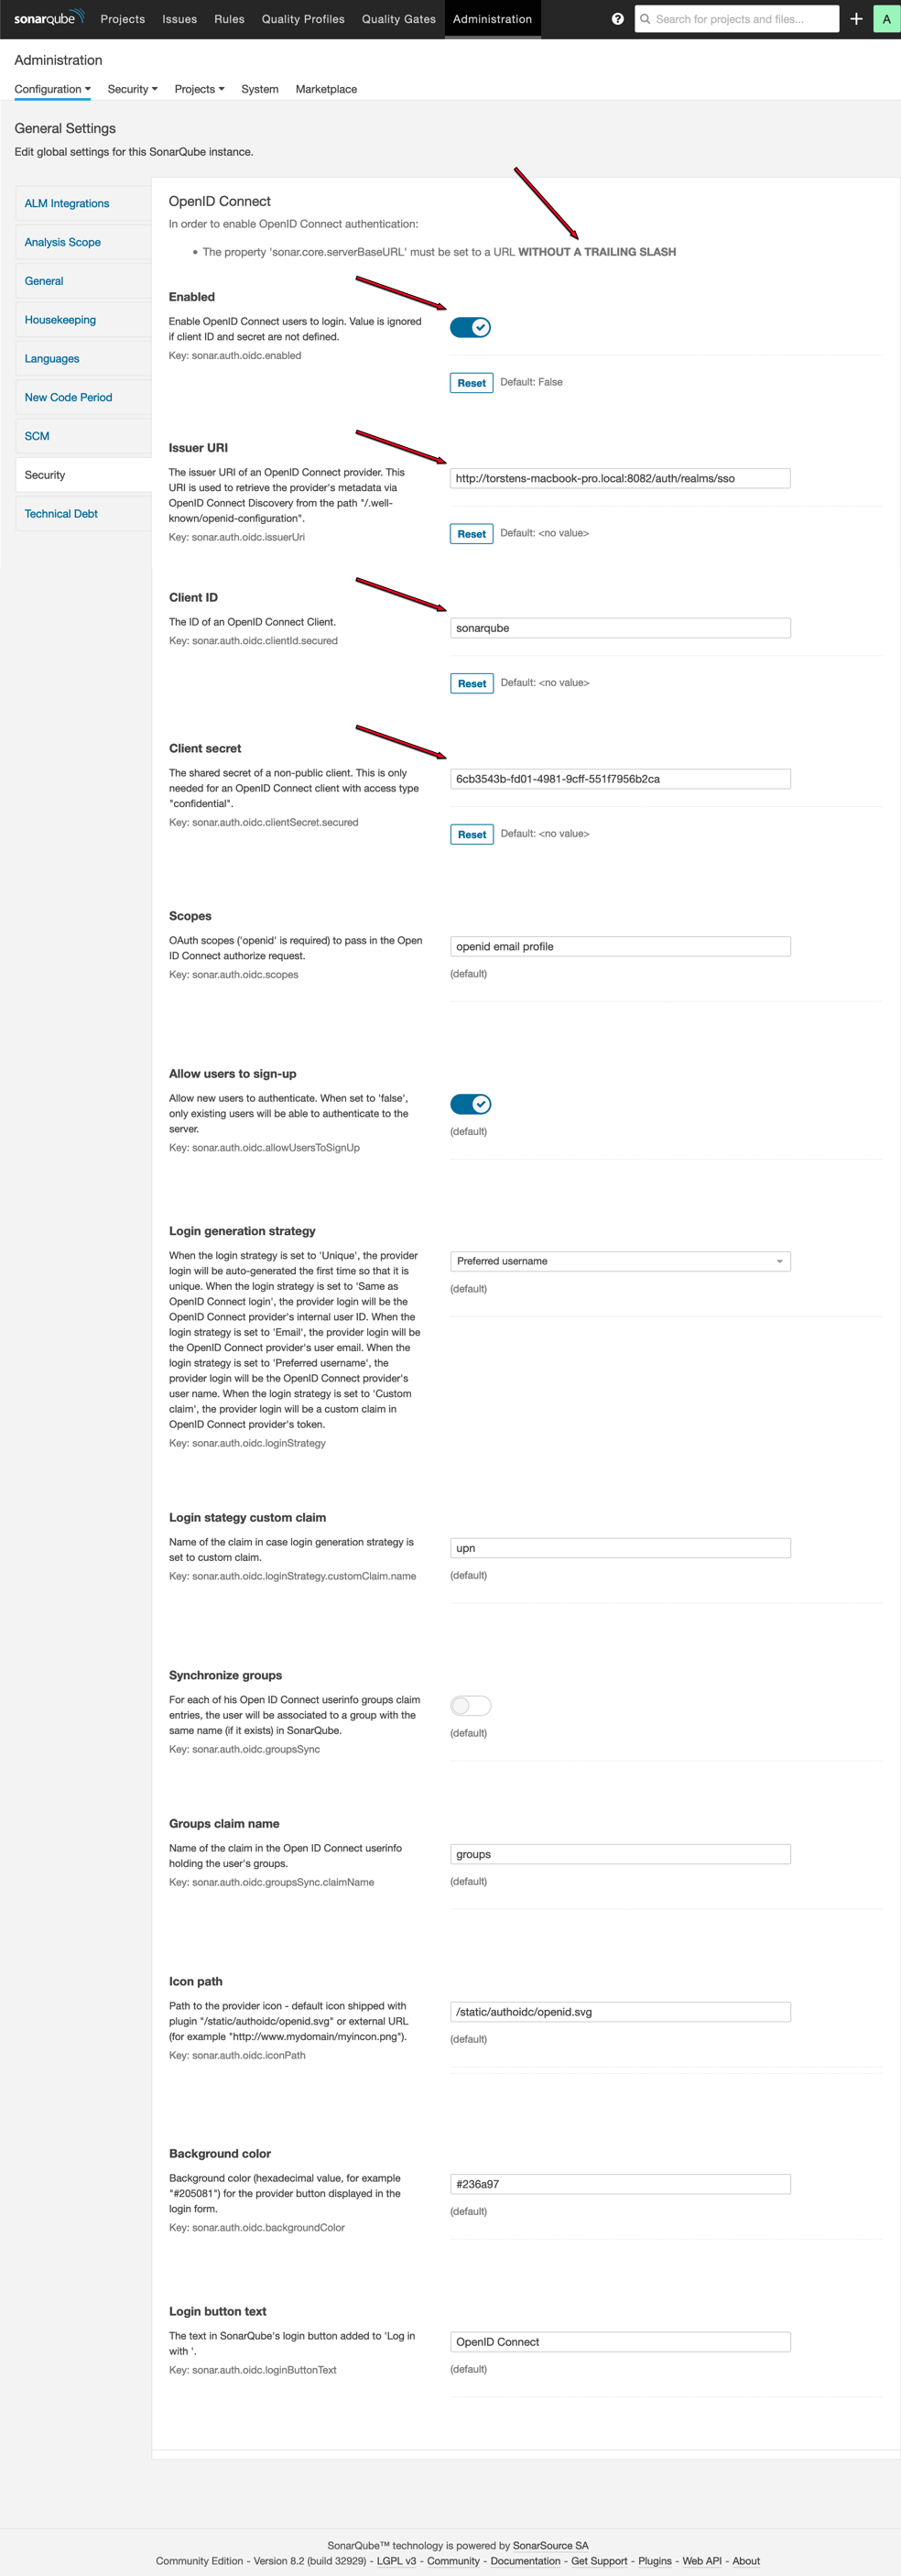 sonarqube Projects Issues Rules Quality Profiles Quality Gates Administration Search for projects and files... A
Administration
Configuration Security Projects System Marketplace
General Settings
Edit global settings for this SonarQube instance.
ALM Integrations
Analysis Scope
General
Housekeeping
Languages
New Code Period
SCM
Security
Technical Debt
OpenID Connect
In order to enable OpenID Connect authentication:
• The property 'sonar.core.serverBaseURL' must be set to a URL WITHOUT A TRAILING SLASH
Enabled
Enable OpenID Connect users to login. Value is ignored
if client ID and secret are not defined.
Key: sonar.auth.oidc.enabled
Reset Default: False
Issuer URI
The issuer URI of an OpenID Connect provider. This
URI is used to retrieve the provider's metadata via
OpenID Connect Discovery from the path "/.well-
known/openid-configuration".
Key: sonar.auth.oidc.issuerUri
http://torstens-macbook-pro.local:8082/auth/realms/sso
Reset Default: <no value>
Client ID
The ID of an OpenID Connect Client.
Key: sonar.auth.oidc.clientId.secured
sonarqube
Reset Default: <no value>
Client secret
The shared secret of a non-public client. This is only
needed for an OpenID Connect client with access type
"confidential".
Key: sonar.auth.oidc.clientSecret.secured
6cb3543b-fd01-4981-9cff-551f7956b2ca
Reset Default: <no value>
Scopes
OAuth scopes ('openid' is required) to pass in the Open
ID Connect authorize request.
Key: sonar.auth.oidc.scopes
openid email profile
(default)
Allow users to sign-up
Allow new users to authenticate. When set to 'false',
only existing users will be able to authenticate to the
server.
Key: sonar.auth.oidc.allowUsersToSignUp
(default)
Login generation strategy
When the login strategy is set to 'Unique', the provider
login will be auto-generated the first time so that it is
unique. When the login strategy is set to 'Same as
OpenID Connect login', the provider login will be the
OpenID Connect provider's internal user ID. When the
login strategy is set to 'Email', the provider login will be
the OpenID Connect provider's user email. When the
login strategy is set to 'Preferred username', the
provider login will be the OpenID Connect provider's
user name. When the login strategy is set to 'Custom
claim', the provider login will be a custom claim in
OpenID Connect provider's token.
Key: sonar.auth.oidc.loginStrategy
Preferred username
(default)
Login stategy custom claim
Name of the claim in case login generation strategy is
set to custom claim.
Key: sonar.auth.oidc.loginStrategy.customClaim.name
upn
(default)
Synchronize groups
For each of his Open ID Connect userinfo groups claim
entries, the user will be associated to a group with the
same name (if it exists) in SonarQube.
Key: sonar.auth.oidc.groupsSync
(default)
Groups claim name
Name of the claim in the Open ID Connect userinfo
holding the user's groups.
Key: sonar.auth.oidc.groupsSync.claimName
groups
(default)
Icon path
Path to the provider icon - default icon shipped with
plugin "/static/authoidc/openid.svg" or external URL
(for example "http://www.mydomain/myincon.png").
Key: sonar.auth.oidc.iconPath
/static/authoidc/openid.svg
(default)
Background color
Background color (hexadecimal value, for example
"#205081") for the provider button displayed in the
login form.
Key: sonar.auth.oidc.backgroundColor
#236a97
(default)
Login button text
The text in SonarQube's login button added to 'Log in
with '.
Key: sonar.auth.oidc.loginButtonText
OpenID Connect
(default)
SonarQube™ technology is powered by SonarSource SA
Community Edition - Version 8.2 (build 32929) - LGPL v3 - Community - Documentation - Get Support - Plugins - Web API - About